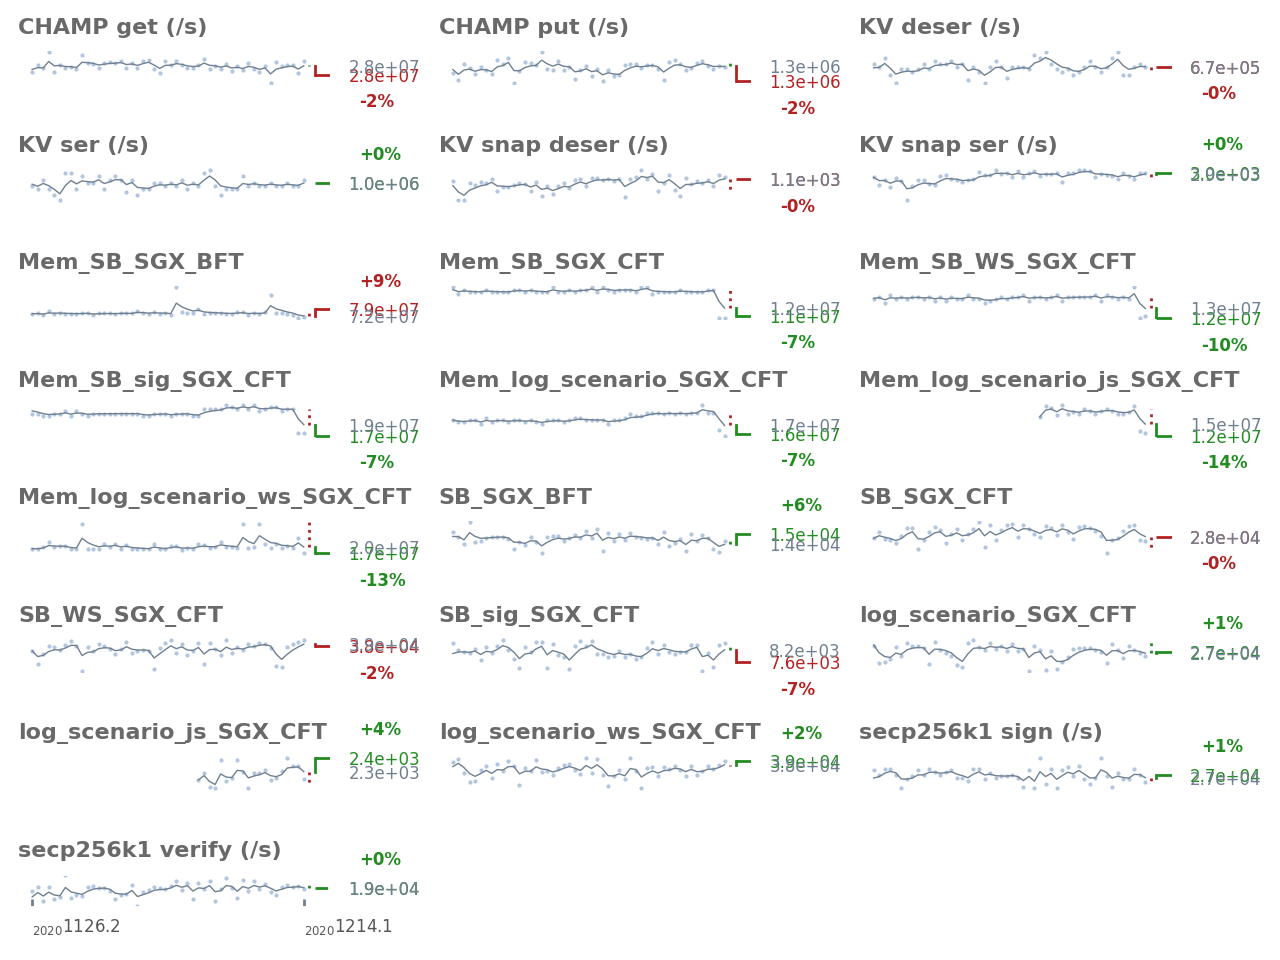 CHAMP get (/s)
2.8e+07
2.8e+07
-2%
CHAMP put (/s)
1.3e+06
1.3e+06
-2%
KV deser (/s)
6.7e+05
-0%
KV ser (/s)
+0%
1.0e+06
KV snap deser (/s)
1.1e+03
-0%
KV snap ser (/s)
+0%
Mem_SB_SGX_BFT
+9%
7.9e+07
7.2e+07
Mem_SB_SGX_CFT
1.2e+07
1.1e+07
-7%
Mem_SB_WS_SGX_CFT
1.3e+07
1.2e+07
-10%
Mem_SB_sig_SGX_CFT
1.9e+07
1.7e+07
-7%
Mem_log_scenario_SGX_CFT
1.7e+07
1.6e+07
-7%
Mem_log_scenario_js_SGX_CFT
1.5e+07
1.2e+07
-14%
Mem_log_scenario_ws_SGX_CFT
2.0e+07
1.7e+07
-13%
SB_SGX_BFT
+6%
1.5e+04
1.4e+04
SB_SGX_CFT
2.8e+04
-0%
SB_WS_SGX_CFT
3.9e+04
3.8e+04
-2%
SB_sig_SGX_CFT
8.2e+03
7.6e+03
-7%
log_scenario_SGX_CFT
+1%
2.7e+04
2.7e+04
log_scenario_js_SGX_CFT
+4%
2.4e+03
2.3e+03
log_scenario_ws_SGX_CFT
+2%
3.9e+04
3.8e+04
secp256k1 sign (/s)
+1%
2.7e+04
2.7e+04
secp256k1 verify (/s)
+0%
1.9e+04
20201126.2
20201214.1